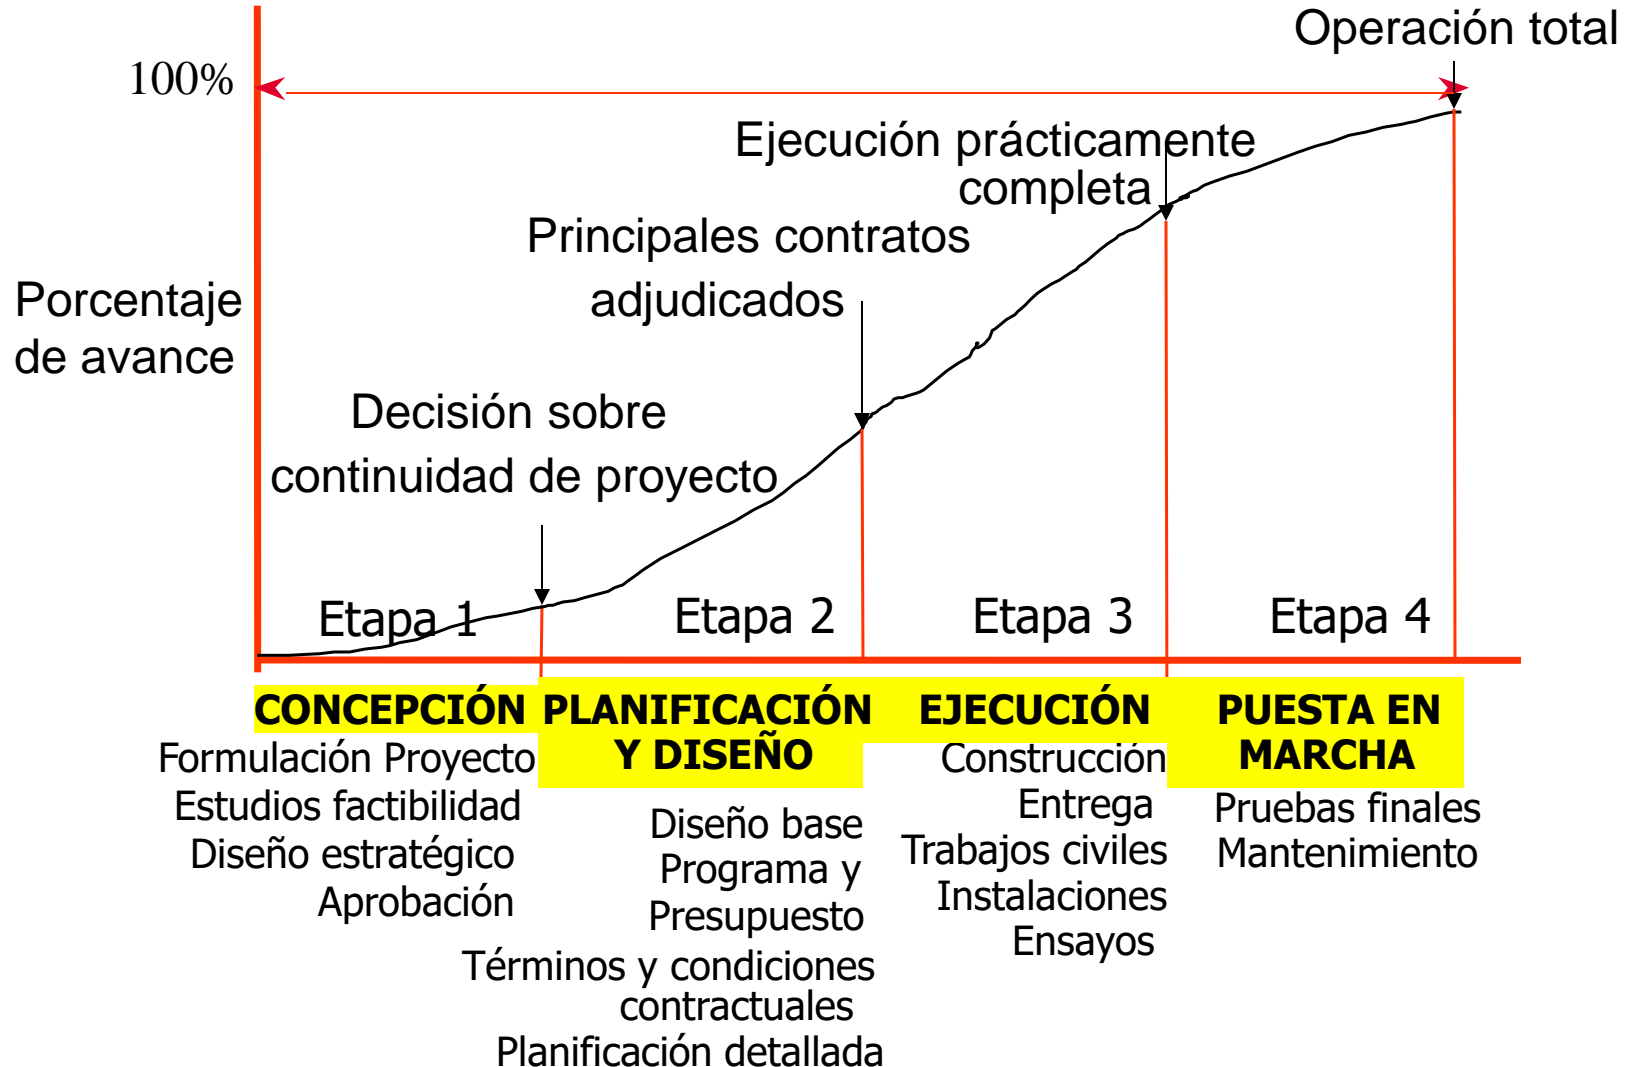 Operación total
100%
Ejecución prácticamente
completa
Principales contratos
adjudicados
Porcentaje
de avance
Decisión sobre
continuidad de proyecto
Etapa 1
Etapa 2
Etapa 3
Etapa 4
CONCEPCIÓN
Formulación Proyecto
Estudios factibilidad
Diseño estratégico
Aprobación
PLANIFICACIÓN
Y DISEÑO
Diseño base
Programa y
Presupuesto
Términos y condiciones
contractuales
Planificación detallada
EJECUCIÓN
Construcción
Entrega
Trabajos civiles
Instalaciones
Ensayos
PUESTA EN
MARCHA
Pruebas finales
Mantenimiento